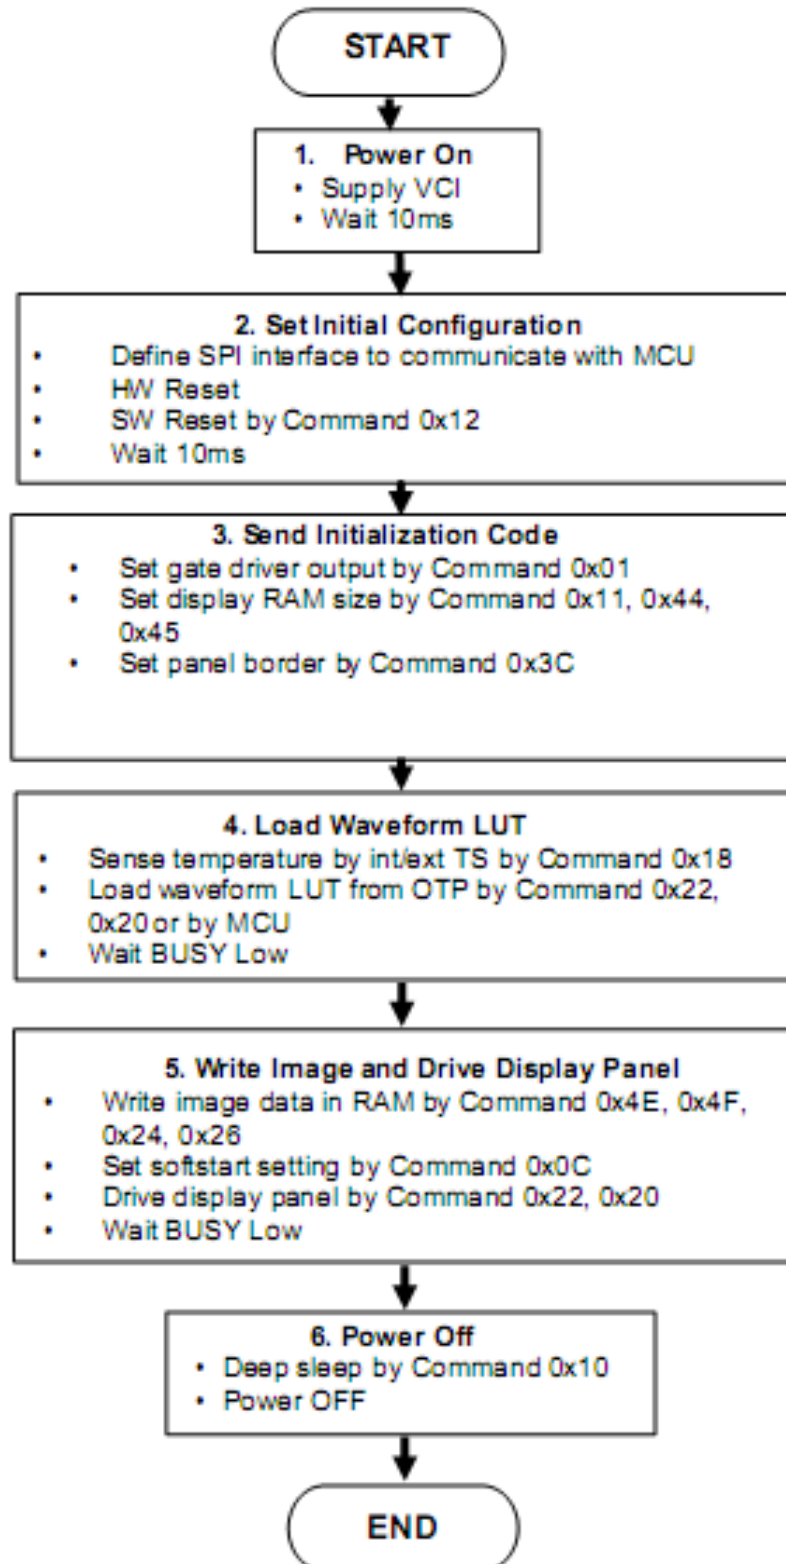 START
1. Power On
• Supply VCI
• Wait 10ms
2. Set Initial Configuration
• Define SPI interface to communicate with MCU
• HW Reset
• SW Reset by Command 0x12
• Wait 10ms
3. Send Initialization Code
• Set gate driver output by Command 0x01
• Set display RAM size by Command 0x11, 0x44,
0x45
• Set panel border by Command 0x3C
4. Load Waveform LUT
• Sense temperature by int/ext TS by Command 0x18
• Load waveform LUT from OTP by Command 0x22,
0x20 or by MCU
• Wait BUSY Low
5. Write Image and Drive Display Panel
• Write image data in RAM by Command 0x4E, 0x4F,
0x24, 0x26
• Set softstart setting by Command 0x0C
• Drive display panel by Command 0x22, 0x20
• Wait BUSY Low
6. Power Off
• Deep sleep by Command 0x10
• Power OFF
END